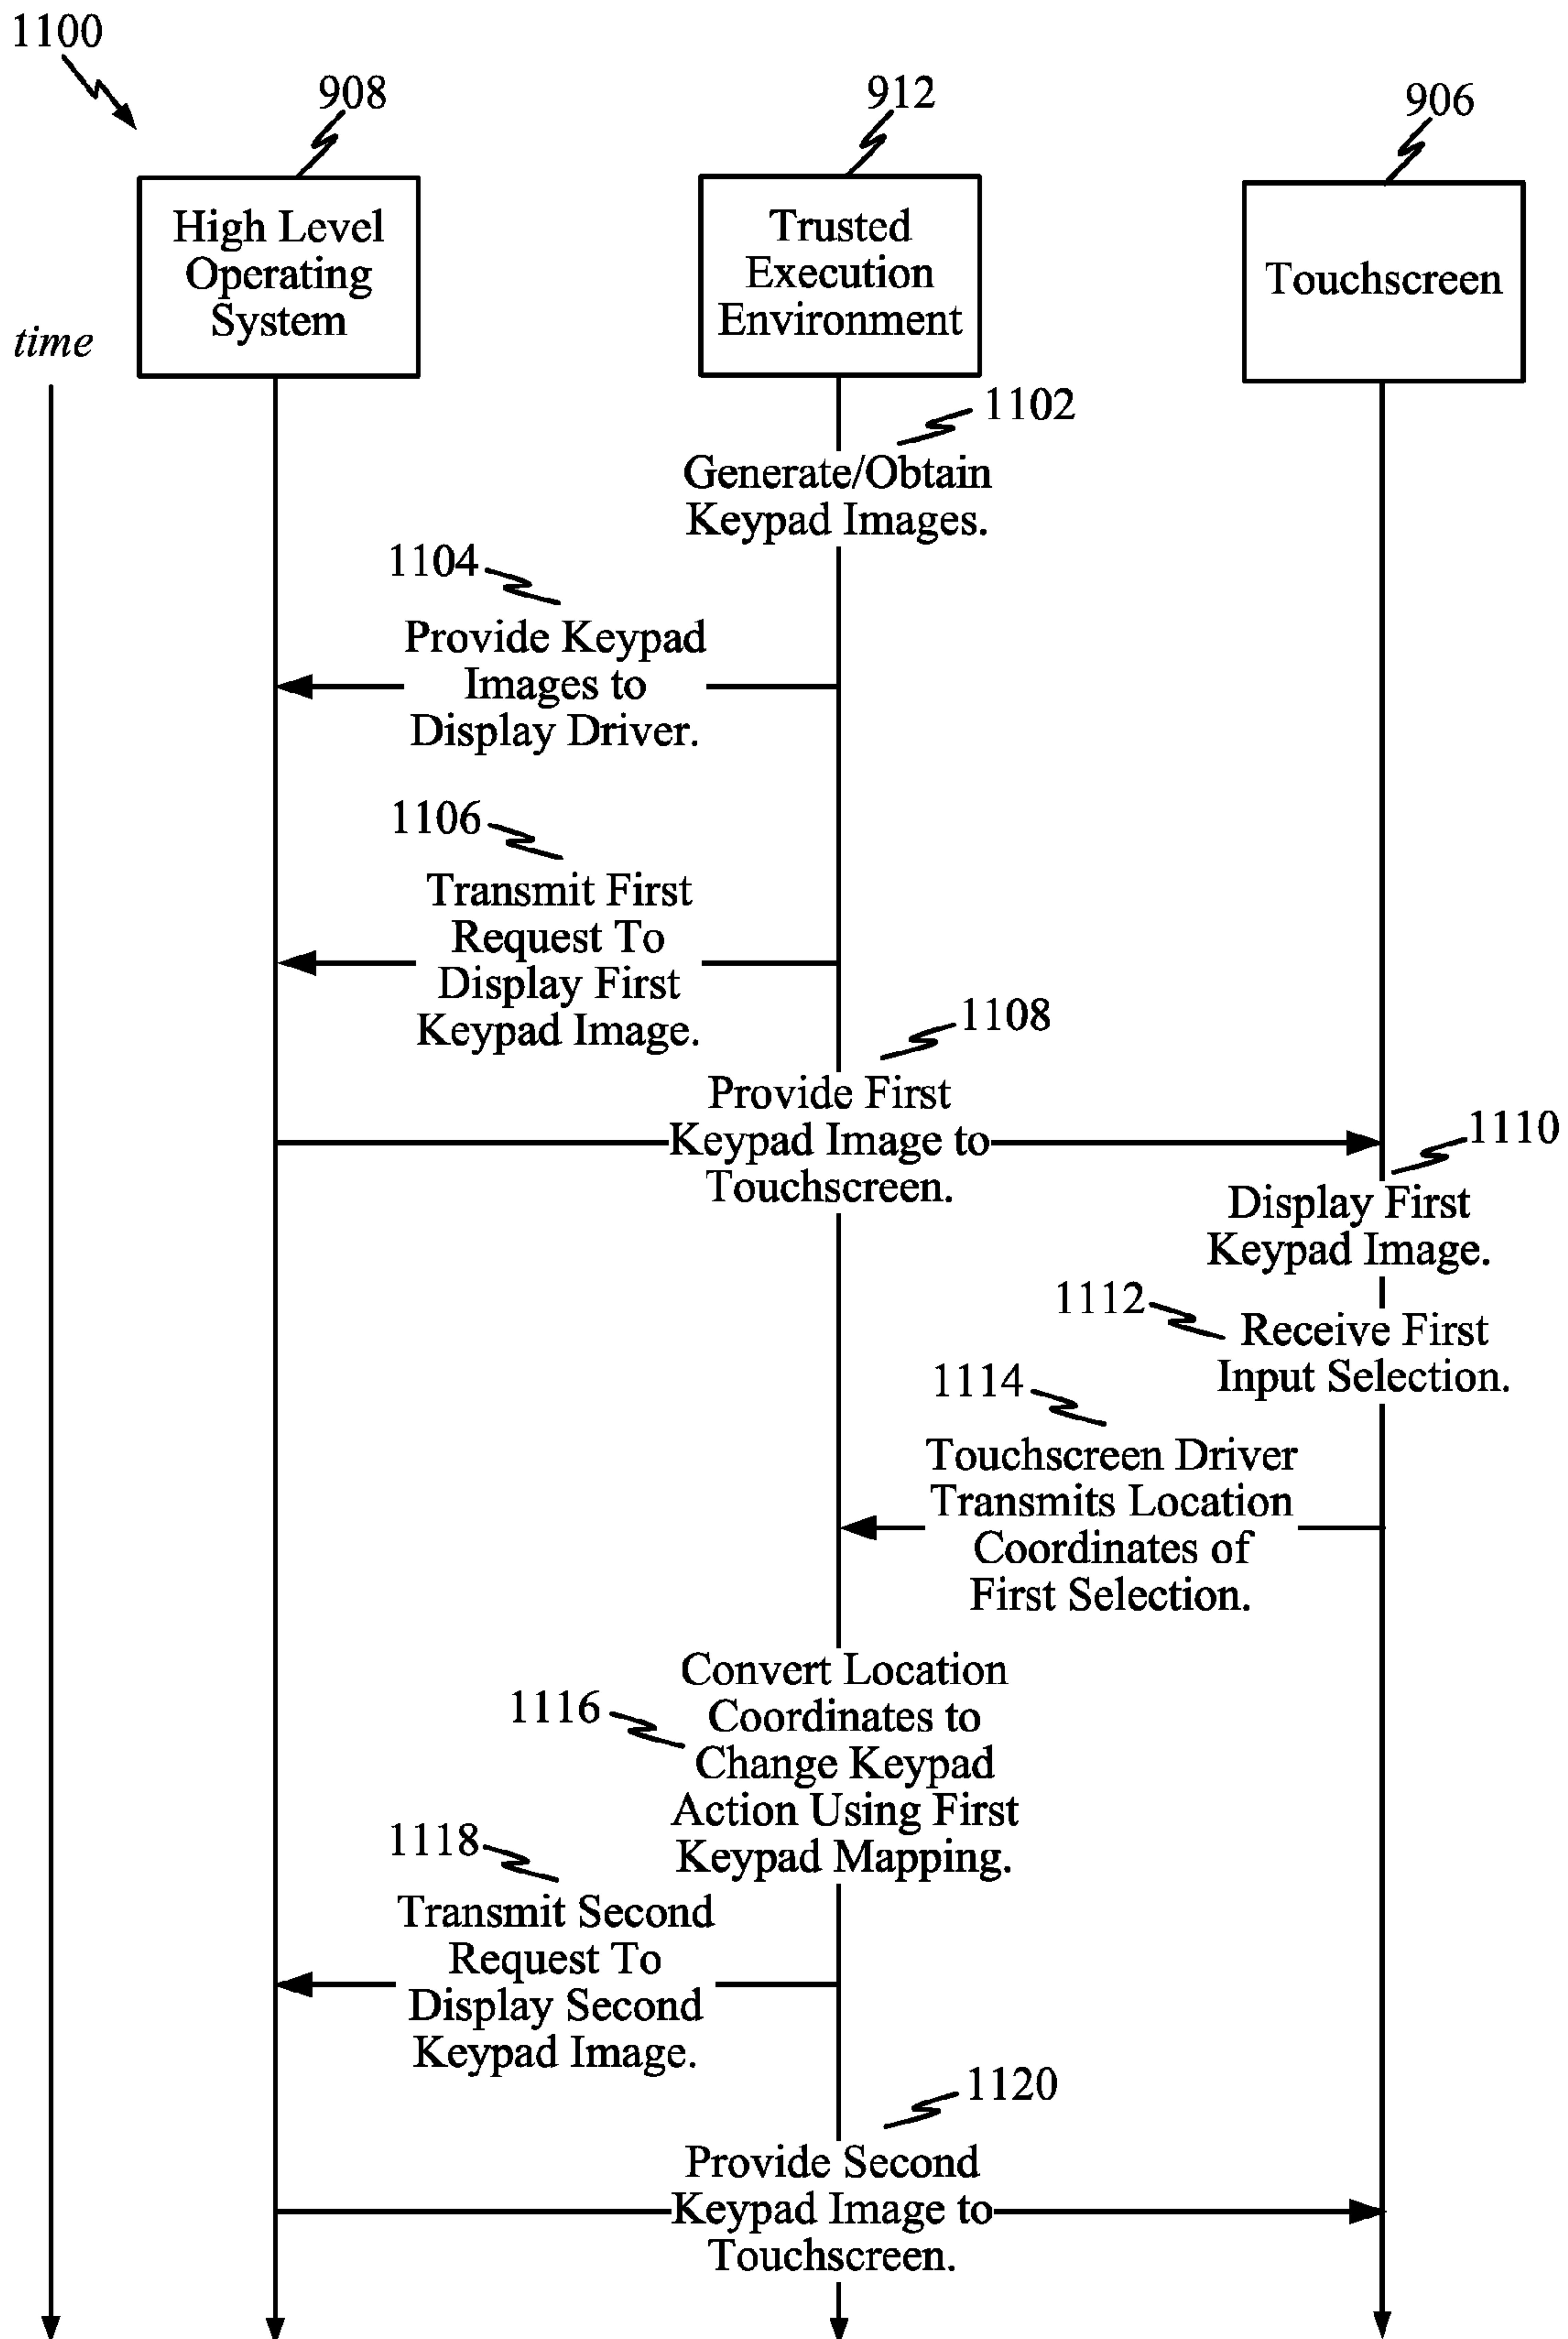 1100
908
912
906
High Level
Operating
System
Trusted
Execution
Environment
Touchscreen
time
1102
Generate/Obtain
Keypad Images.
1104
Provide Keypad
Images to
Display Driver.
1106
Transmit First
Request To
Display First
Keypad Image.
1108
Provide First
Keypad Image to
Touchscreen.
1110
Display First
Keypad Image.
1112
Receive First
Input Selection.
1114
Touchscreen Driver
Transmits Location
Coordinates of
First Selection.
1116
Convert Location
Coordinates to
Change Keypad
Action Using First
Keypad Mapping.
1118
Transmit Second
Request To
Display Second
Keypad Image.
1120
Provide Second
Keypad Image to
Touchscreen.